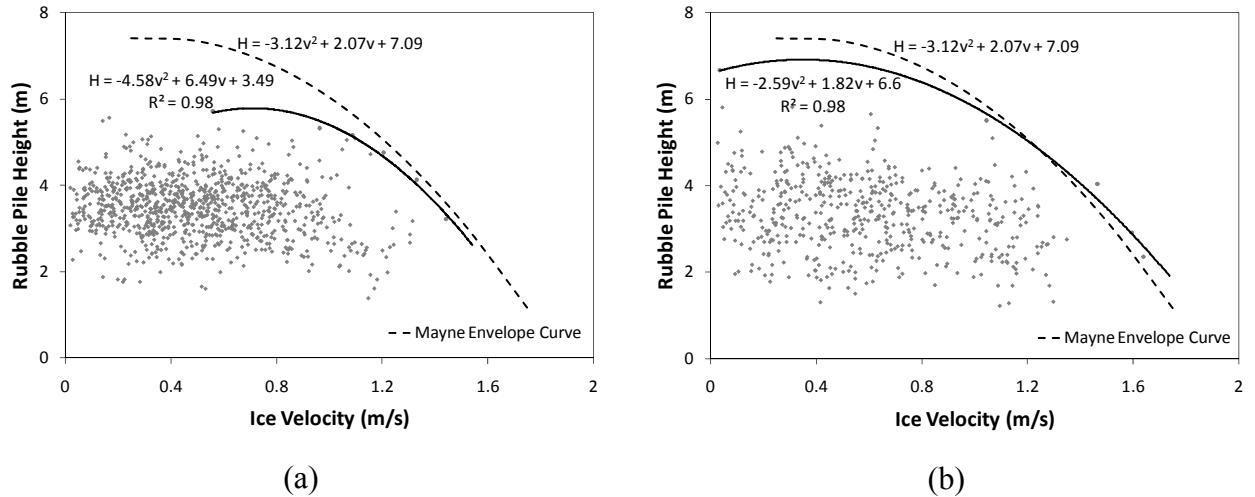 8
6
4
2
0
Rubble Pile Height (m)
H = -3.12v² + 2.07v + 7.09
H = -4.58v² + 6.49v + 3.49
R² = 0.98
Mayne Envelope Curve
0 0.4 0.8 1.2 1.6 2
Ice Velocity (m/s)
(a)
8
6
4
2
0
Rubble Pile Height (m)
H = -3.12v² + 2.07v + 7.09
H = -2.59v² + 1.82v + 6.6
R² = 0.98
Mayne Envelope Curve
0 0.4 0.8 1.2 1.6 2
Ice Velocity (m/s)
(b)